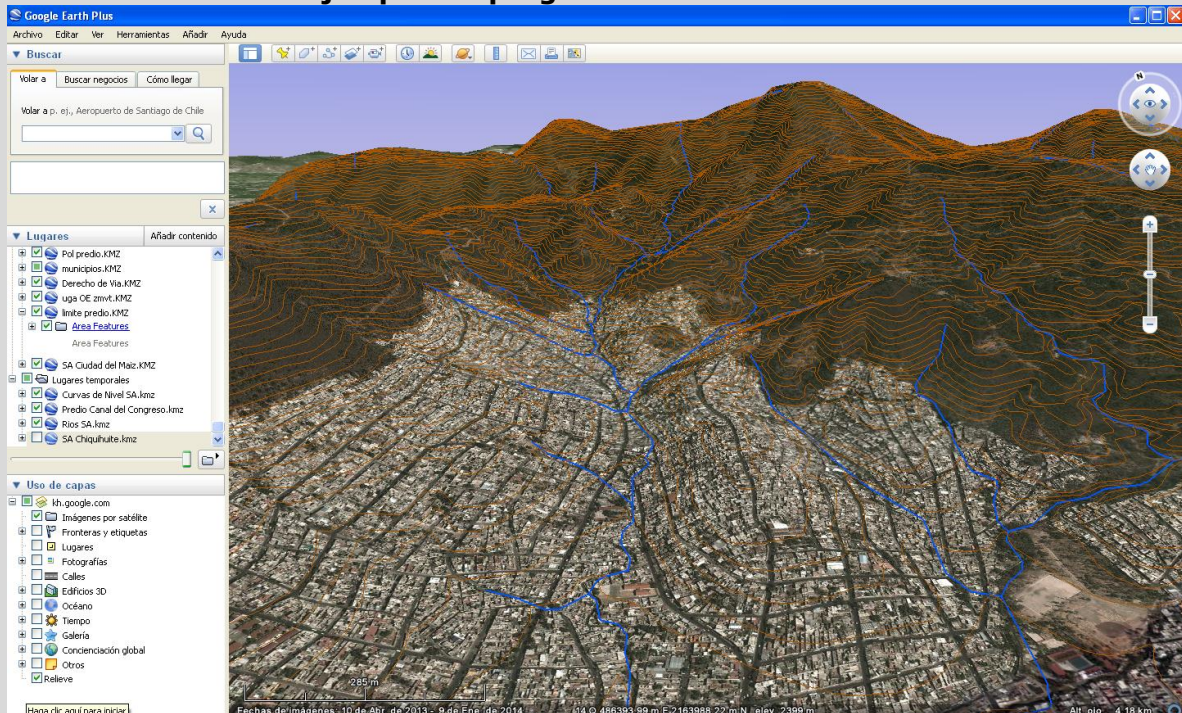 Google Earth Plus
Archivo Editar Ver Herramientas Añadir Ayuda
Buscar
Volar a Buscar negocios Cómo llegar
Volar a p. ej., Aeropuerto de Santiago de Chile
Lugares Añadir contenido
Pol predio.KMZ
municipios.KMZ
Derecho de Via.KMZ
uga OE zmvt.KMZ
limite predio.KMZ
Area Features
Area Features
SA Ciudad del Maiz.KMZ
Lugares temporales
Curvas de Nivel SA.kmz
Predio Canal del Congreso.kmz
Rios SA.kmz
SA Chiquihuite.kmz
Uso de capas
kh.google.com
Imágenes por satélite
Fronteras y etiquetas
Lugares
Fotografías
Calles
Edificios 3D
Océano
Tiempo
Galería
Concienciación global
Otros
Relieve
Haga clic aquí para iniciar
N
285 m
Fechas de imágenes: 10 de Abr. de 2013 - 9 de Ene. de 2014 14 Q 486393.99 m E 2163988.22 m N elev. 2399 m Alt. ojo 4.18 km